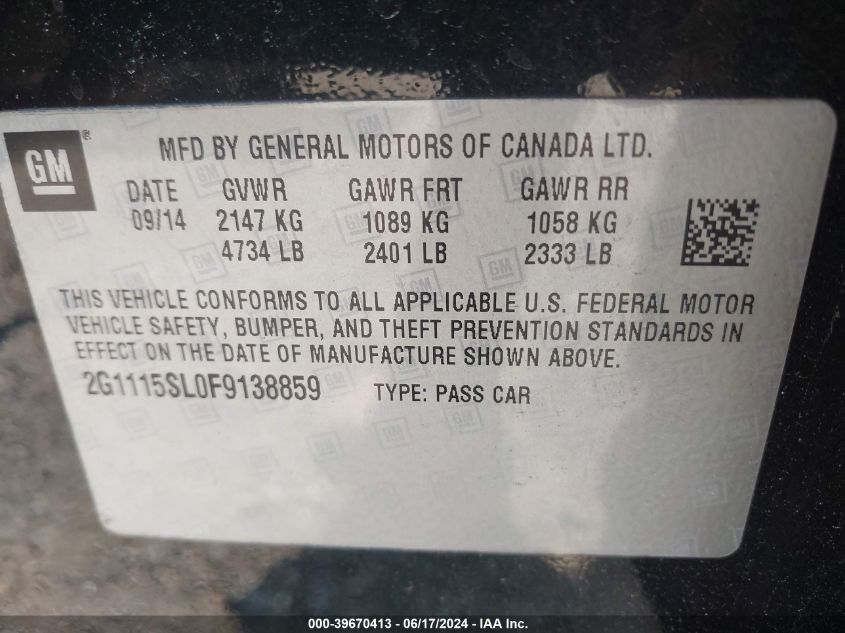 GM ®
MFD BY GENERAL MOTORS OF CANADA LTD.
DATE GVWR GAWR FRT GAWR RR
09/14 2147 KG 1089 KG 1058 KG
4734 LB 2401 LB 2333 LB
THIS VEHICLE CONFORMS TO ALL APPLICABLE U.S. FEDERAL MOTOR
VEHICLE SAFETY, BUMPER, AND THEFT PREVENTION STANDARDS IN
EFFECT ON THE DATE OF MANUFACTURE SHOWN ABOVE.
2G1115SL0F9138859 TYPE: PASS CAR
000-39670413 - 06/17/2024 - IAA Inc.